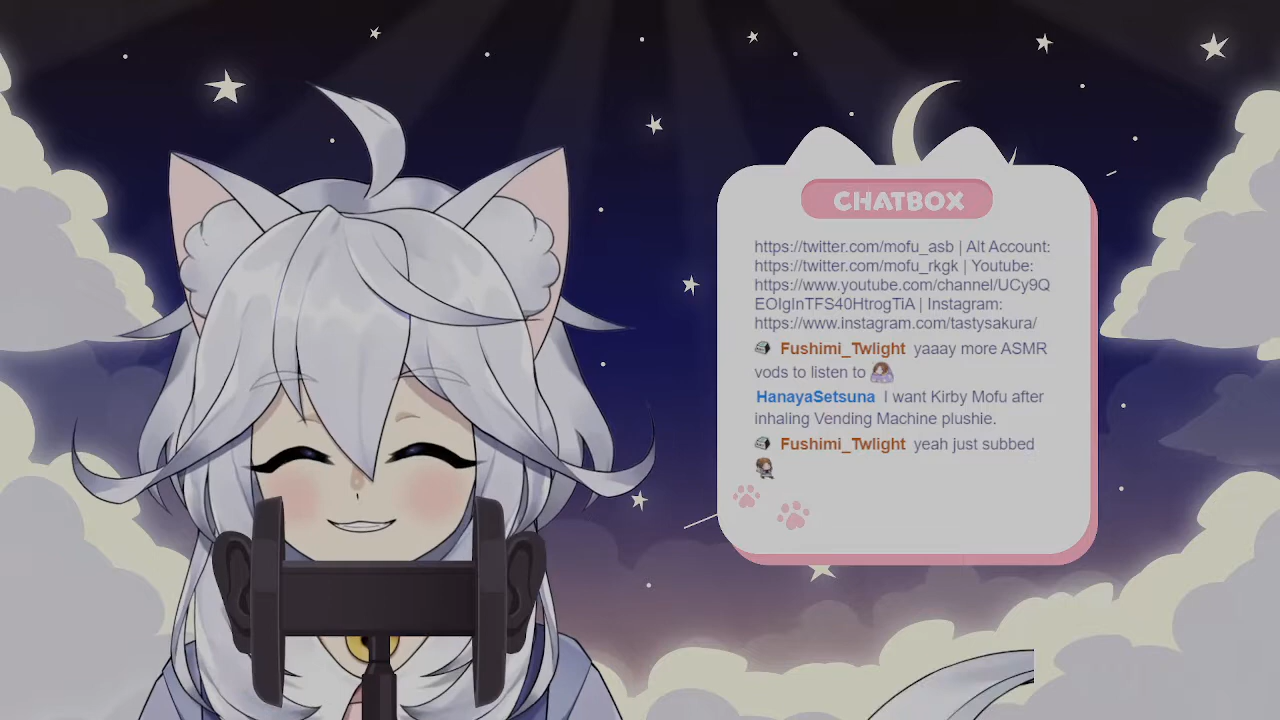 CHATBOX
https://twitter.com/mofu_asb | Alt Account:
https://twitter.com/mofu_rkgk | Youtube:
https://www.youtube.com/channel/UCy9Q
EOIgInTFS40HtrogTiA | Instagram:
https://www.instagram.com/tastysakura/
Fushimi_Twlight yaaay more ASMR
vods to listen to
HanayaSetsuna I want Kirby Mofu after
inhaling Vending Machine plushie.
Fushimi_Twlight yeah just subbed